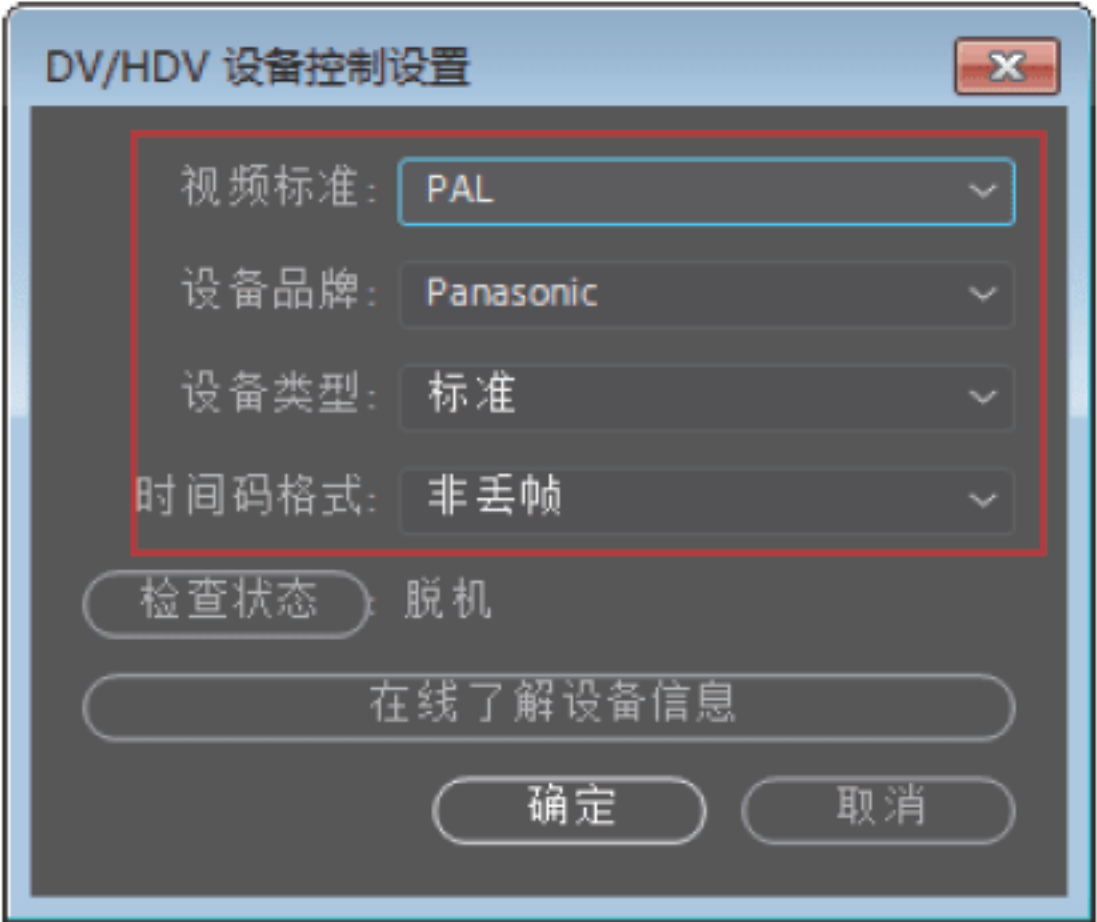 DV/HDV 设备控制设置
视频标准: PAL
设备品牌: Panasonic
设备类型: 标准
时间码格式: 非丢帧
检查状态 : 脱机
在线了解设备信息
确定 取消